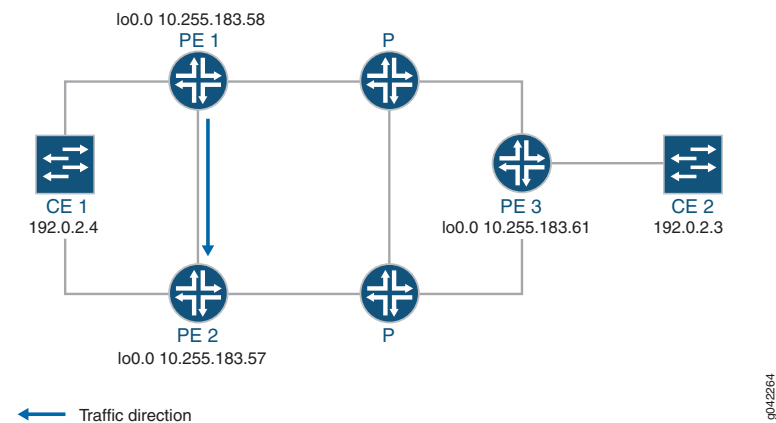 lo0.0 10.255.183.58
PE 1
P
CE 1
192.0.2.4
PE 3
lo0.0 10.255.183.61
CE 2
192.0.2.3
PE 2
lo0.0 10.255.183.57
P
Traffic direction
g042264